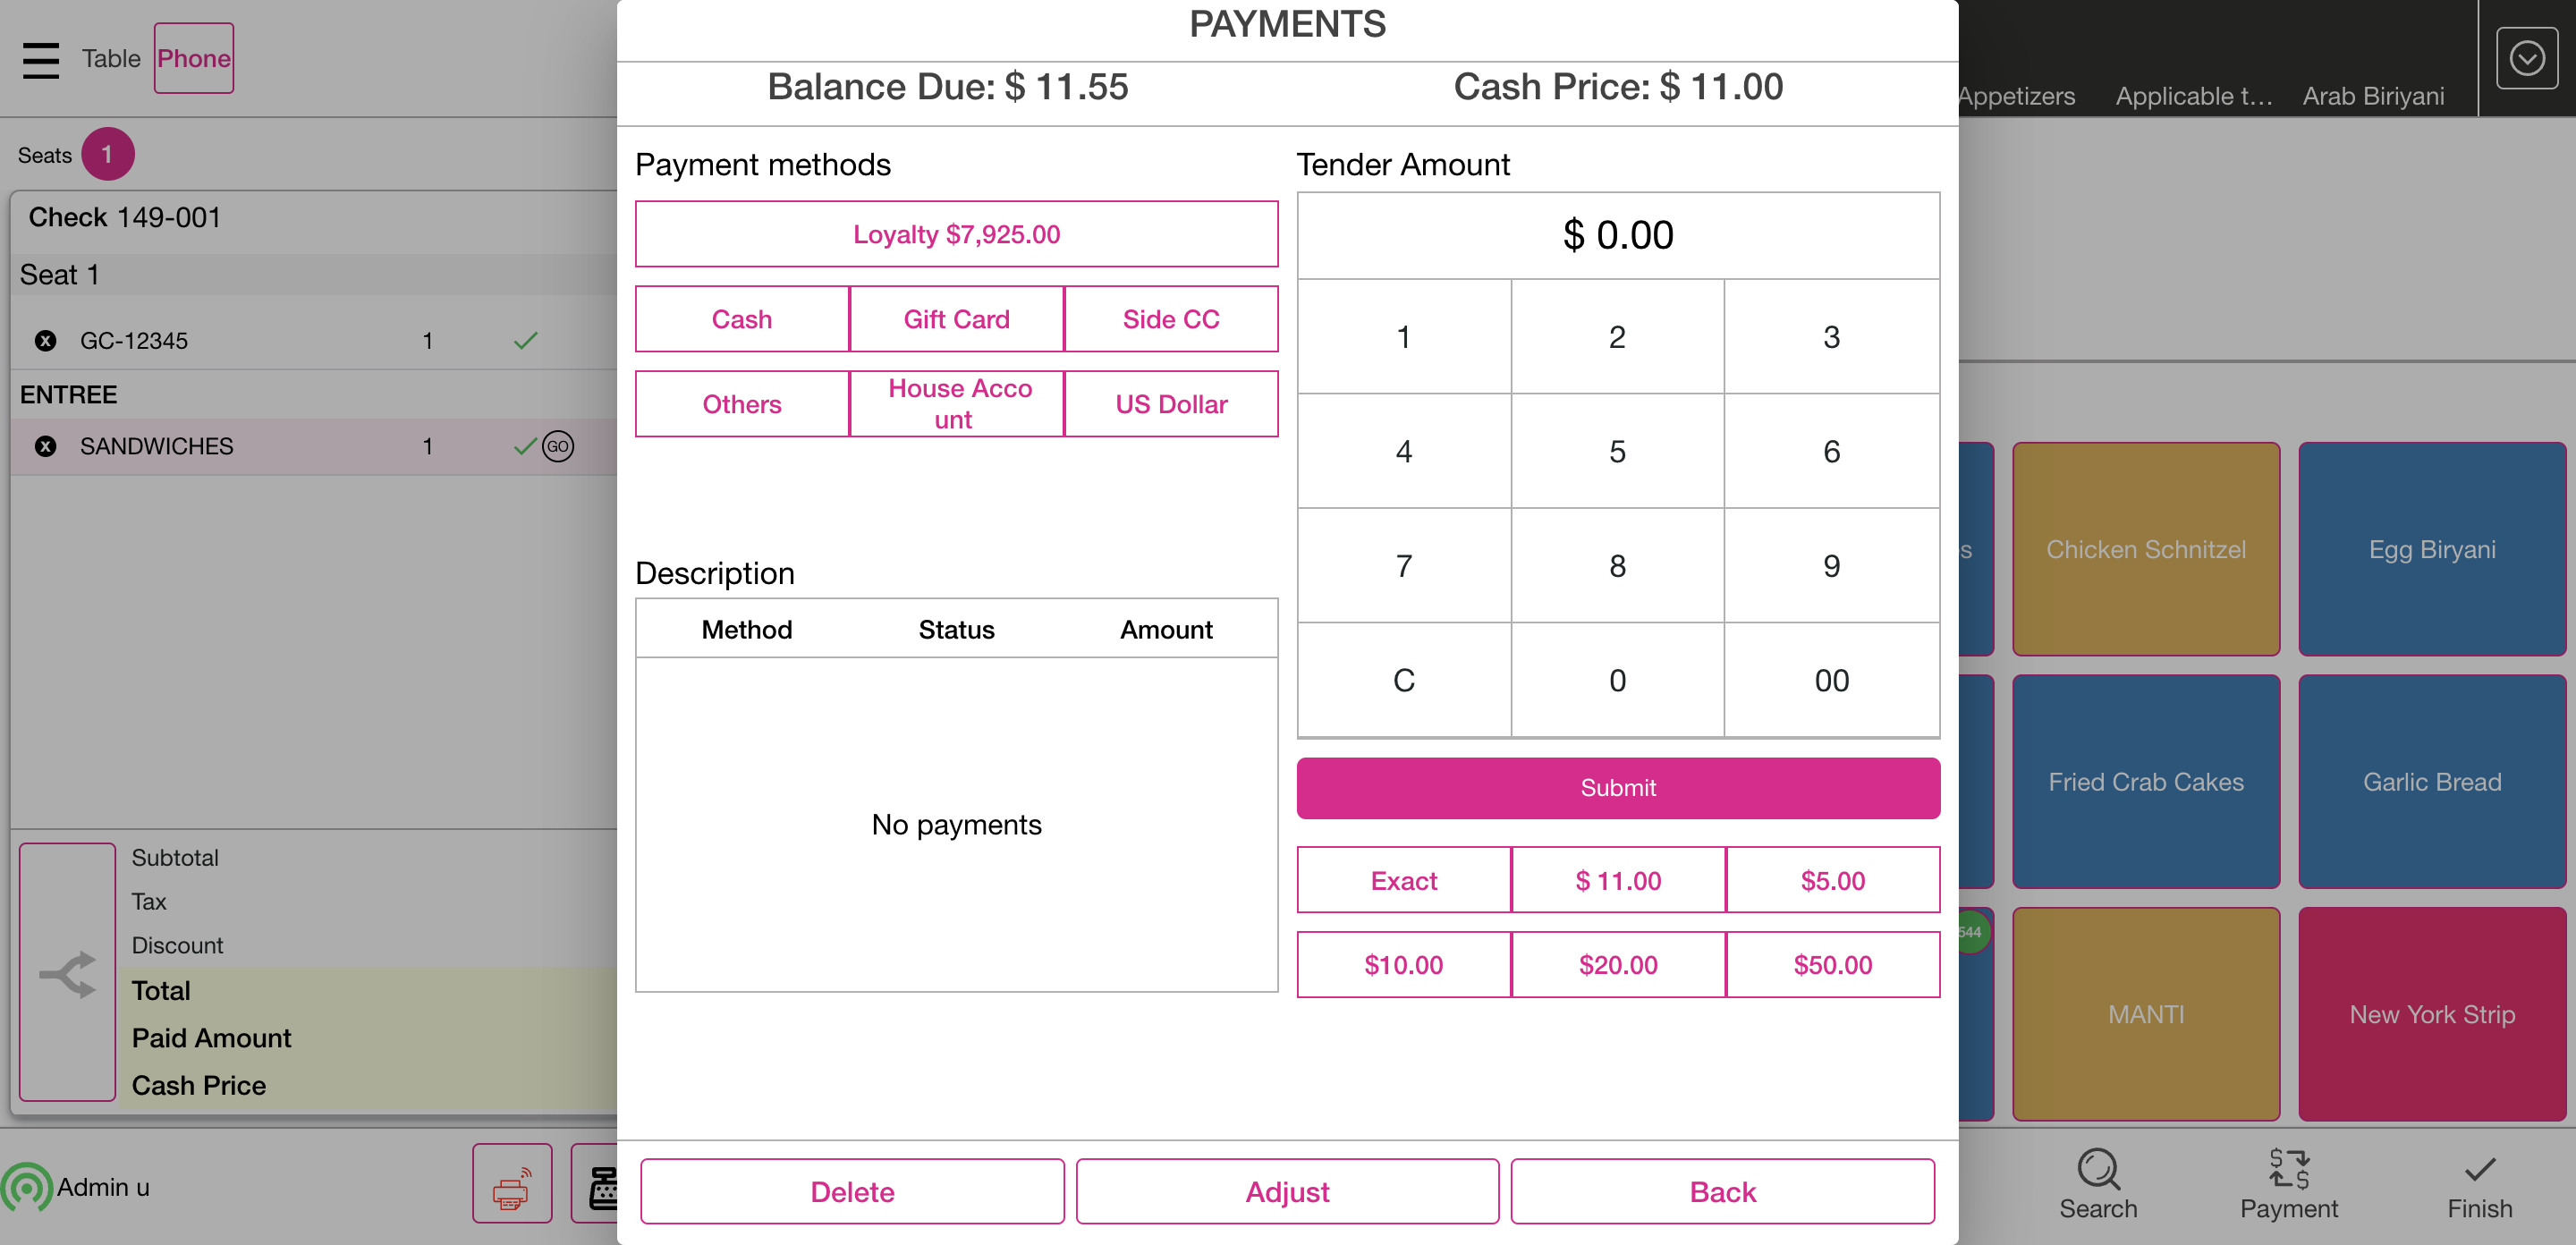 Table Phone
PAYMENTS
Balance Due: $ 11.55
Cash Price: $ 11.00
Appetizers
Applicable t...
Arab Biriyani
Seats 1
Check 149-001
Seat 1
GC-12345 1
ENTREE
SANDWICHES 1 GO
Subtotal
Tax
Discount
Total
Paid Amount
Cash Price
Admin u
Payment methods
Loyalty $7,925.00
Cash
Gift Card
Side CC
Others
House Acco
unt
US Dollar
Description
Method Status Amount
No payments
Tender Amount
$ 0.00
1 2 3
4 5 6
7 8 9
C 0 00
Submit
Exact $ 11.00 $5.00
$10.00 $20.00 $50.00
Delete
Adjust
Back
s
Chicken Schnitzel
Egg Biryani
Fried Crab Cakes
Garlic Bread
544
MANTI
New York Strip
Search
Payment
Finish